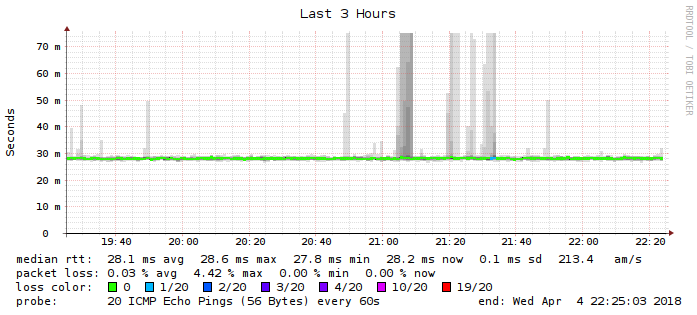 Last 3 Hours
RRDTOOL / TOBI OETIKER
Seconds
70 m
60 m
50 m
40 m
30 m
20 m
10 m
0
19:40 20:00 20:20 20:40 21:00 21:20 21:40 22:00 22:20
median rtt: 28.1 ms avg 28.6 ms max 27.8 ms min 28.2 ms now 0.1 ms sd 213.4 am/s
packet loss: 0.03 % avg 4.42 % max 0.00 % min 0.00 % now
loss color: 0 1/20 2/20 3/20 4/20 10/20 19/20
probe: 20 ICMP Echo Pings (56 Bytes) every 60s end: Wed Apr 4 22:25:03 2018